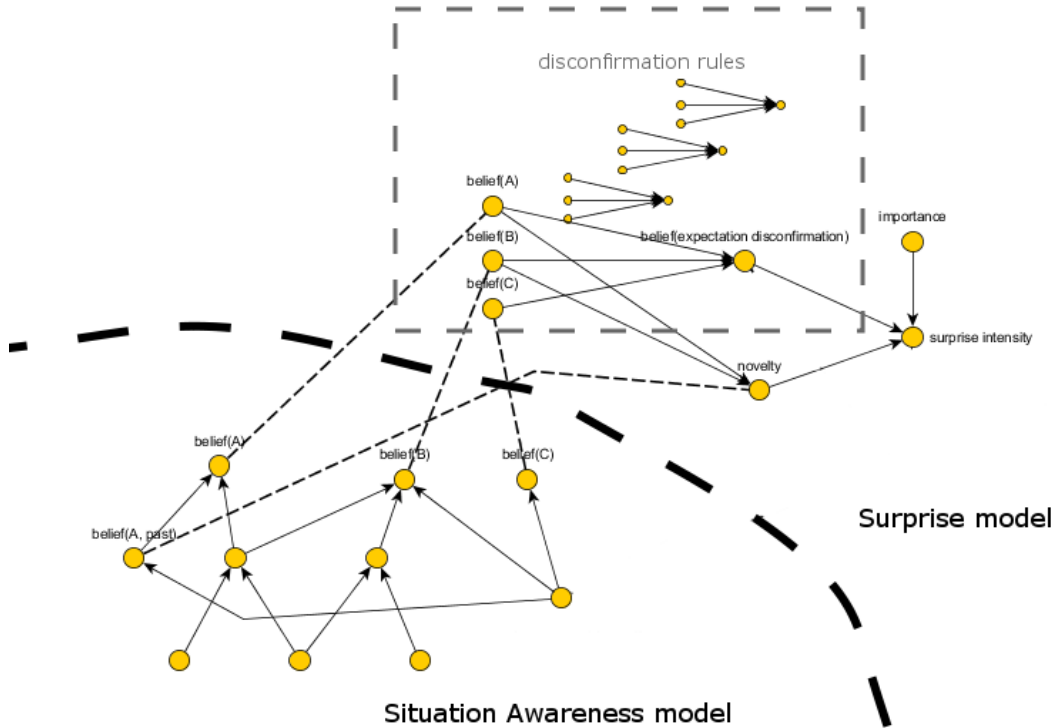 disconfirmation rules
belief(A)
importance
belief(B)
belief(expectation disconfirmation)
belief(C)
surprise intensity
novelty
belief(A)
belief(B)
belief(C)
belief(A, past)
Surprise model
Situation Awareness model